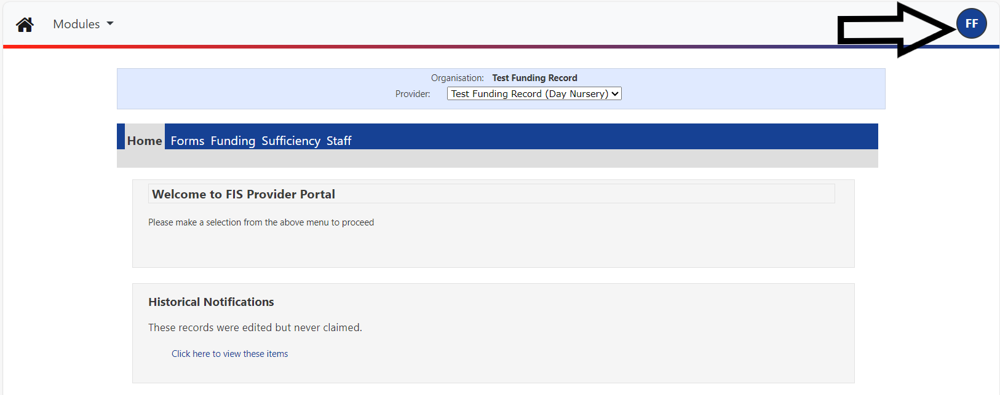 Modules
FF
Organisation: Test Funding Record
Provider: Test Funding Record (Day Nursery)
Home Forms Funding Sufficiency Staff
Welcome to FIS Provider Portal
Please make a selection from the above menu to proceed
Historical Notifications
These records were edited but never claimed.
Click here to view these items